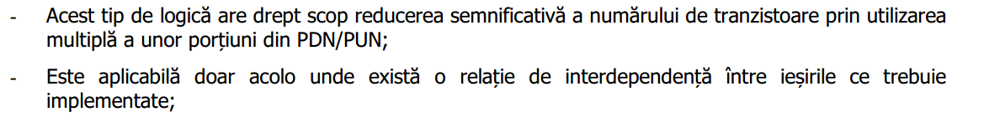 - Acest tip de logică are drept scop reducerea semnificativă a numărului de tranzistoare prin utilizarea
multiplă a unor porțiuni din PDN/PUN;
- Este aplicabilă doar acolo unde există o relație de interdependență între ieșirile ce trebuie
implementate;